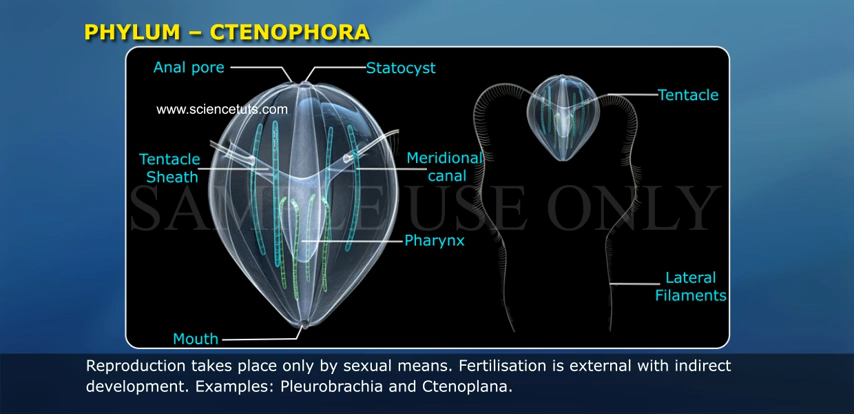 PHYLUM – CTENOPHORA
Anal pore
Statocyst
www.sciencetuts.com
Tentacle
Tentacle
Sheath
Meridional
canal
SAMPLE USE ONLY
Pharynx
Lateral
Filaments
Mouth
Reproduction takes place only by sexual means. Fertilisation is external with indirect
development. Examples: Pleurobrachia and Ctenoplana.